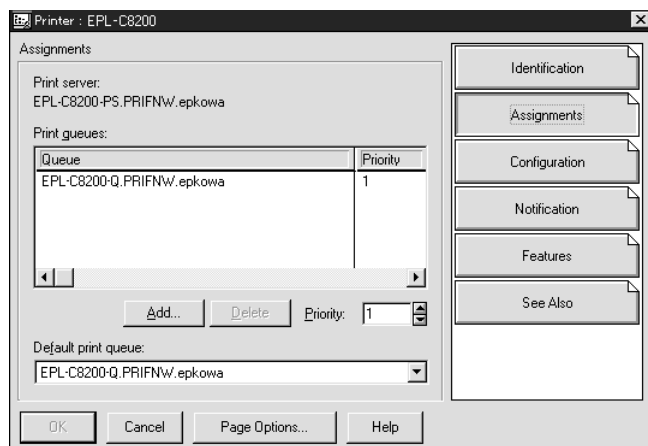 Printer : EPL-C8200
Assignments
Print server:
EPL-C8200-PS.PRIFNW.epkowa
Print queues:
Queue Priority
EPL-C8200-Q.PRIFNW.epkowa 1
Add... Delete Priority: 1
Default print queue:
EPL-C8200-Q.PRIFNW.epkowa
OK Cancel Page Options... Help
Identification
Assignments
Configuration
Notification
Features
See Also